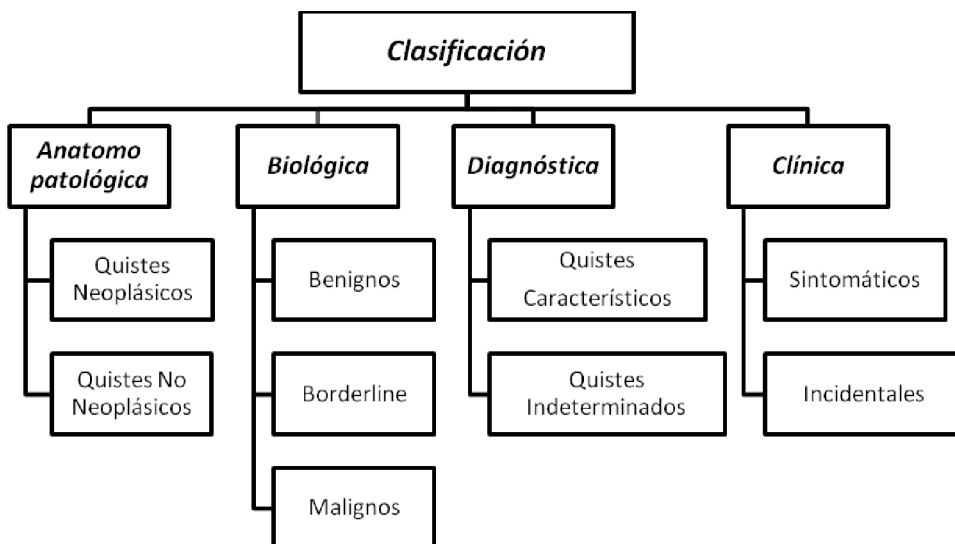 Clasificación
Anatomo
patológica
Biológica
Diagnóstica
Clínica
Quistes
Neoplásicos
Quistes No
Neoplásicos
Benignos
Borderline
Malignos
Quistes
Característicos
Quistes
Indeterminados
Sintomáticos
Incidentales